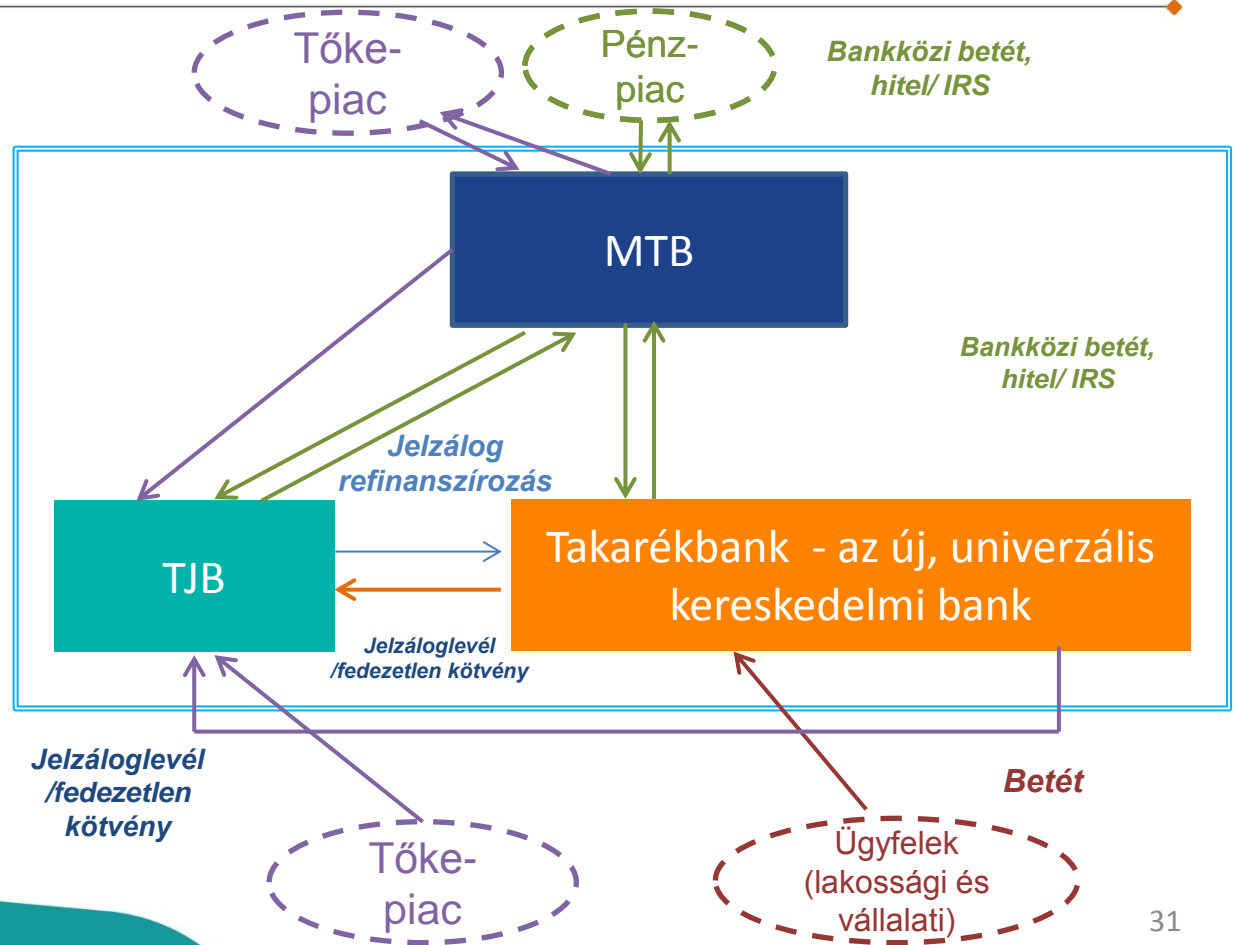 Tőke-
piac
Pénz-
piac
Bankközi betét,
hitel/ IRS
MTB
Bankközi betét,
hitel/ IRS
Jelzálog
refinanszírozás
TJB
Takarékbank - az új, univerzális
kereskedelmi bank
Jelzáloglevél
/fedezetlen kötvény
Jelzáloglevél
/fedezetlen
kötvény
Betét
Tőke-
piac
Ügyfelek
(lakossági és
vállalati)
31